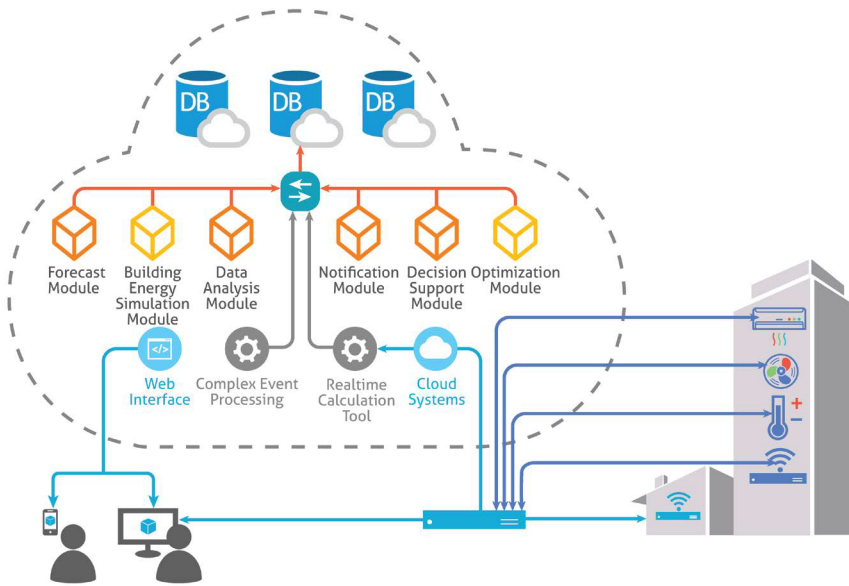 DB
DB
DB
Forecast
Module
Building
Energy
Simulation
Module
Data
Analysis
Module
Notification
Module
Decision
Support
Module
Optimization
Module
</>
Web
Interface
Complex Event
Processing
Realtime
Calculation
Tool
Cloud
Systems